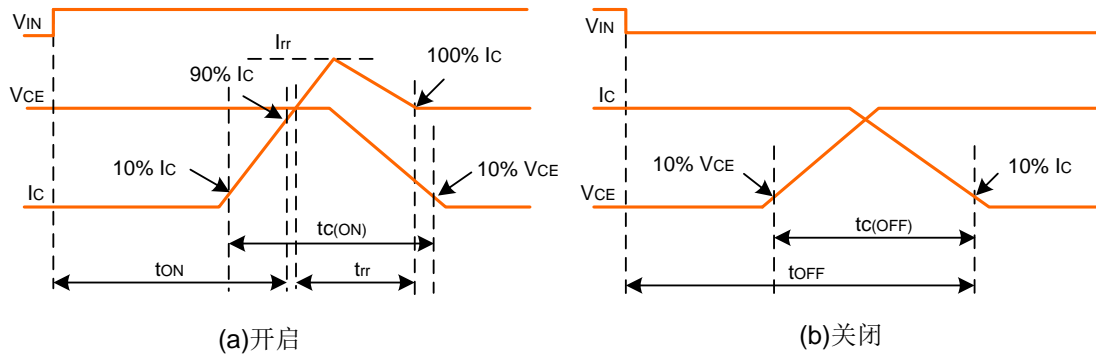 VIN
Irr
90% IC
100% IC
VCE
10% IC
10% VCE
IC
tC(ON)
tON
trr
(a)开启
VIN
IC
10% VCE
10% IC
VCE
tC(OFF)
tOFF
(b)关闭